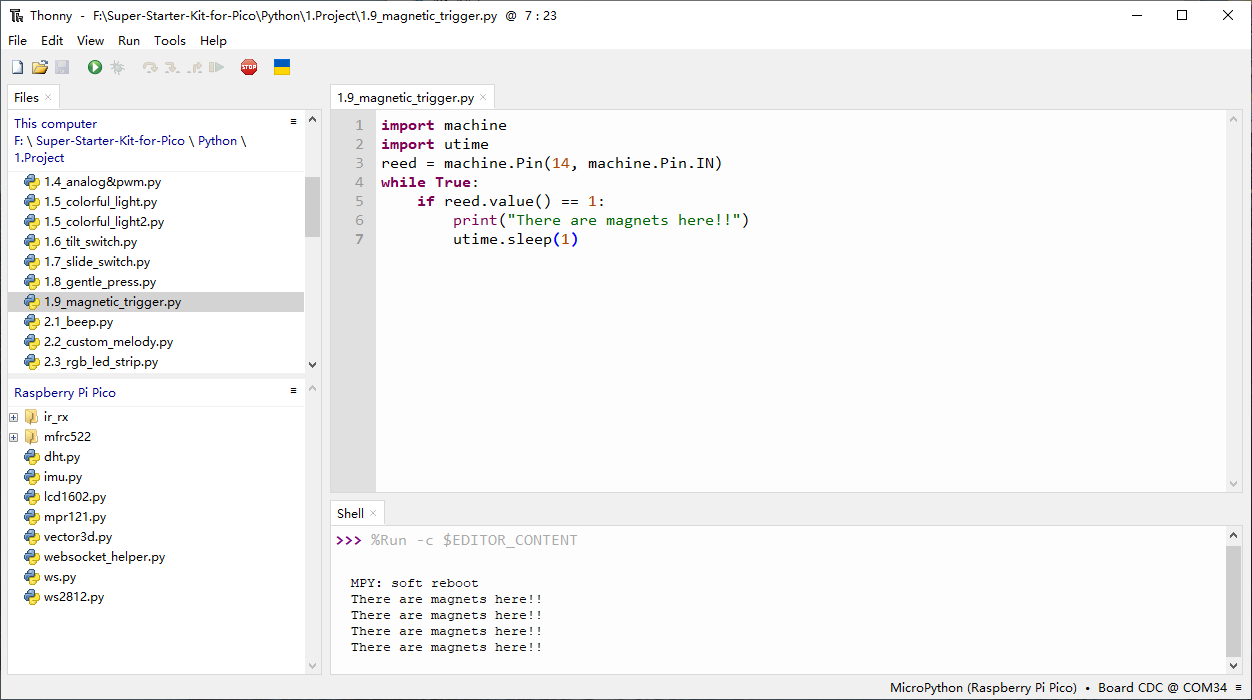 Thonny - F:\Super-Starter-Kit-for-Pico\Python\1.Project\1.9_magnetic_trigger.py @ 7 : 23
File Edit View Run Tools Help
STOP
Files
This computer
F: \ Super-Starter-Kit-for-Pico \ Python \
1.Project
1.4_analog&pwm.py
1.5_colorful_light.py
1.5_colorful_light2.py
1.6_tilt_switch.py
1.7_slide_switch.py
1.8_gentle_press.py
1.9_magnetic_trigger.py
2.1_beep.py
2.2_custom_melody.py
2.3_rgb_led_strip.py
Raspberry Pi Pico
ir_rx
mfrc522
dht.py
imu.py
lcd1602.py
mpr121.py
vector3d.py
websocket_helper.py
ws.py
ws2812.py
1.9_magnetic_trigger.py
1 import machine
2 import utime
3 reed = machine.Pin(14, machine.Pin.IN)
4 while True:
5     if reed.value() == 1:
6         print("There are magnets here!!")
7         utime.sleep(1)
Shell
>>> %Run -c $EDITOR_CONTENT
MPY: soft reboot
There are magnets here!!
There are magnets here!!
There are magnets here!!
There are magnets here!!
MicroPython (Raspberry Pi Pico) • Board CDC @ COM34